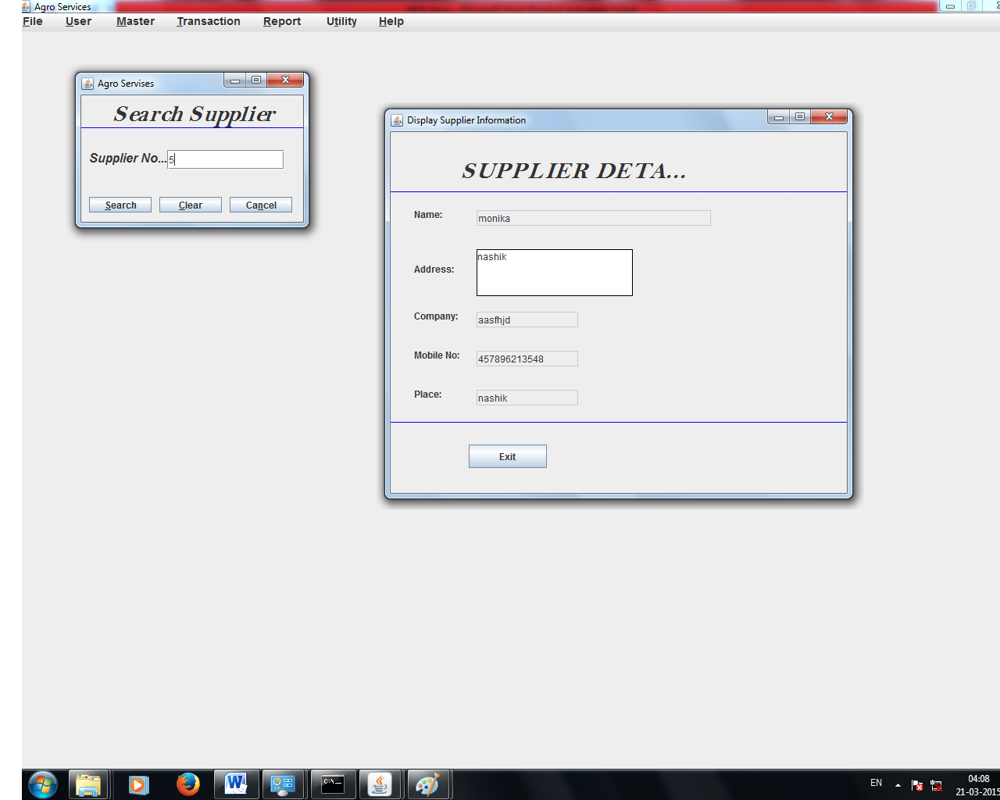 Agro Services
File User Master Transaction Report Utility Help
Agro Servises
Search Supplier
Supplier No... 5
Search Clear Cancel
Display Supplier Information
SUPPLIER DETA...
Name: monika
Address: nashik
Company: aasfhjd
Mobile No: 457896213548
Place: nashik
Exit
EN
04:08
21-03-2015